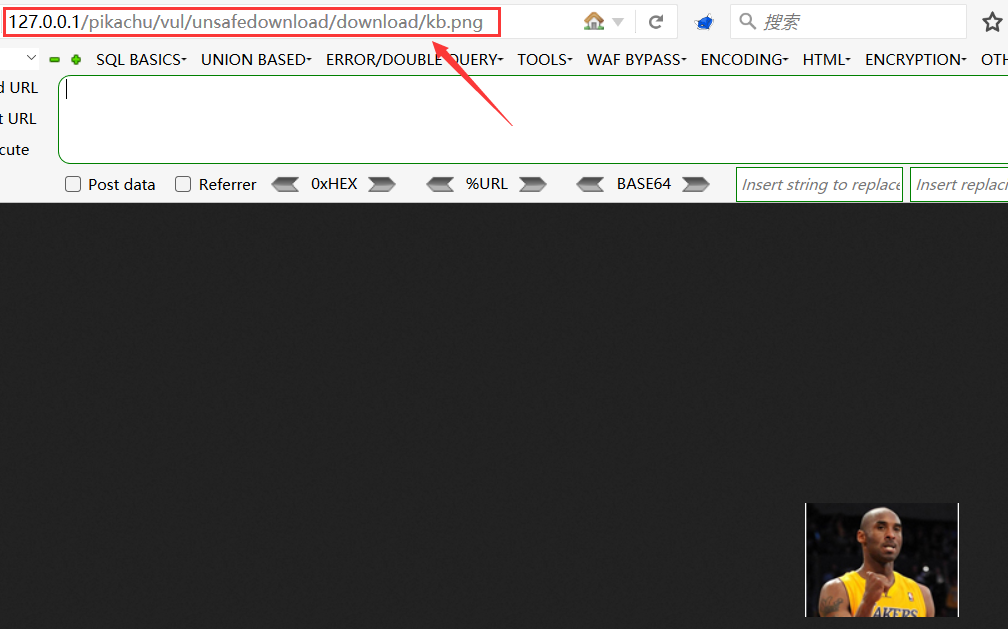 127.0.0.1/pikachu/vul/unsafedownload/download/kb.png 搜索
SQL BASICS UNION BASED ERROR/DOUBLE QUERY TOOLS WAF BYPASS ENCODING HTML ENCRYPTION OTH
d URL
t URL
cute
Post data Referrer 0xHEX %URL BASE64 Insert string to replace Insert replaci
AKERS